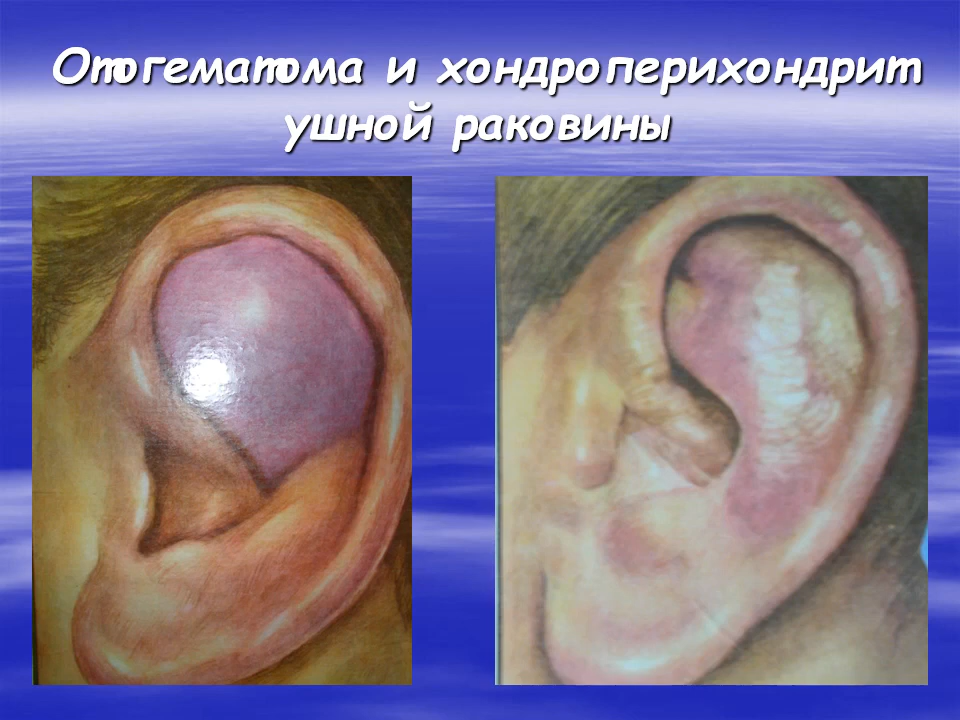 Отогематома и хондроперихондрит
ушной раковины